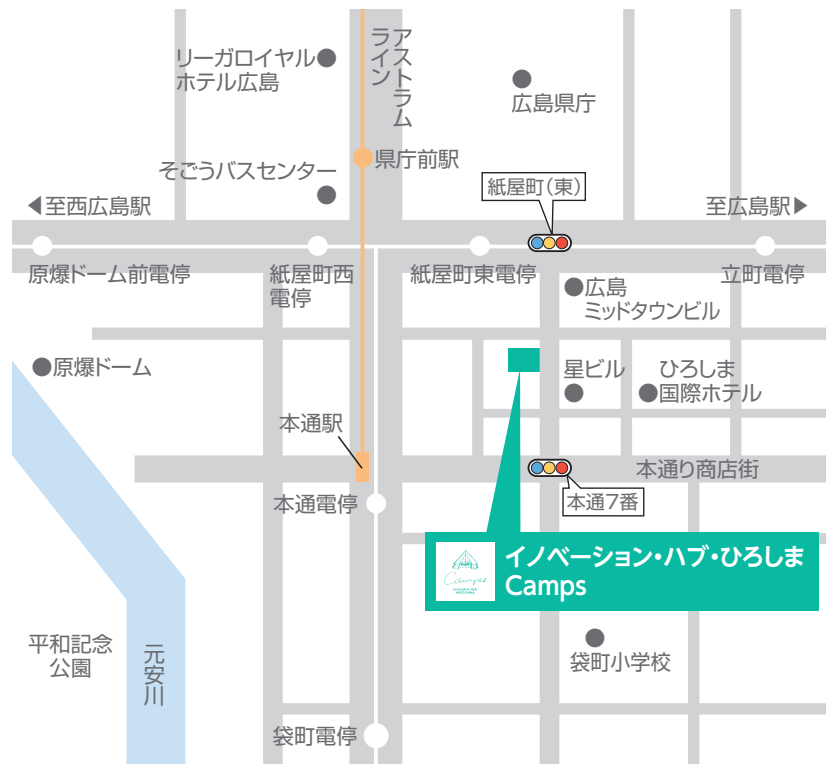 リーガロイヤル
ホテル広島
アストラム
ライン
広島県庁
県庁前駅
そごうバスセンター
紙屋町(東)
◀至西広島駅
至広島駅▶
原爆ドーム前電停
紙屋町西
電停
紙屋町東電停
立町電停
広島
ミッドタウンビル
原爆ドーム
星ビル
ひろしま
国際ホテル
本通駅
本通り商店街
本通電停
本通7番
イノベーション・ハブ・ひろしま
Camps
Camps
平和記念
公園
元安川
袋町小学校
袋町電停